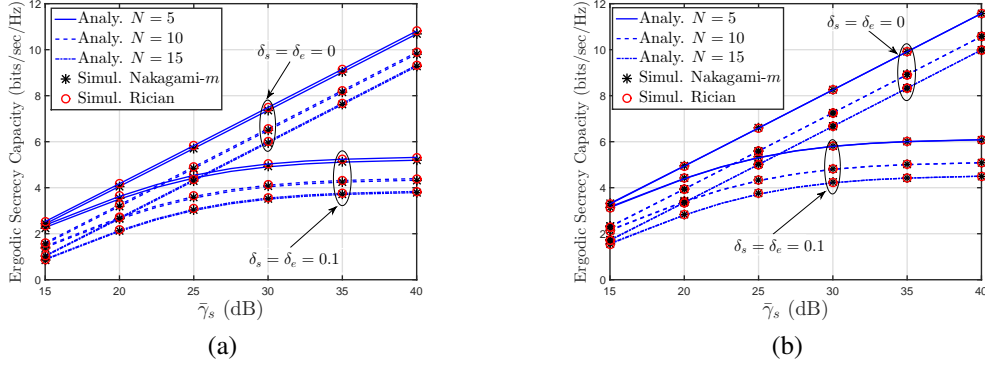 Ergodic Secrecy Capacity (bits/sec/Hz)
12
10
8
6
4
2
0
Analy. N = 5
Analy. N = 10
Analy. N = 15
Simul. Nakagami-m
Simul. Rician
δs = δe = 0
δs = δe = 0.1
15 20 25 30 35 40
γ̄s (dB)
(a)
Ergodic Secrecy Capacity (bits/sec/Hz)
12
10
8
6
4
2
0
Analy. N = 5
Analy. N = 10
Analy. N = 15
Simul. Nakagami-m
Simul. Rician
δs = δe = 0
δs = δe = 0.1
15 20 25 30 35 40
γ̄s (dB)
(b)